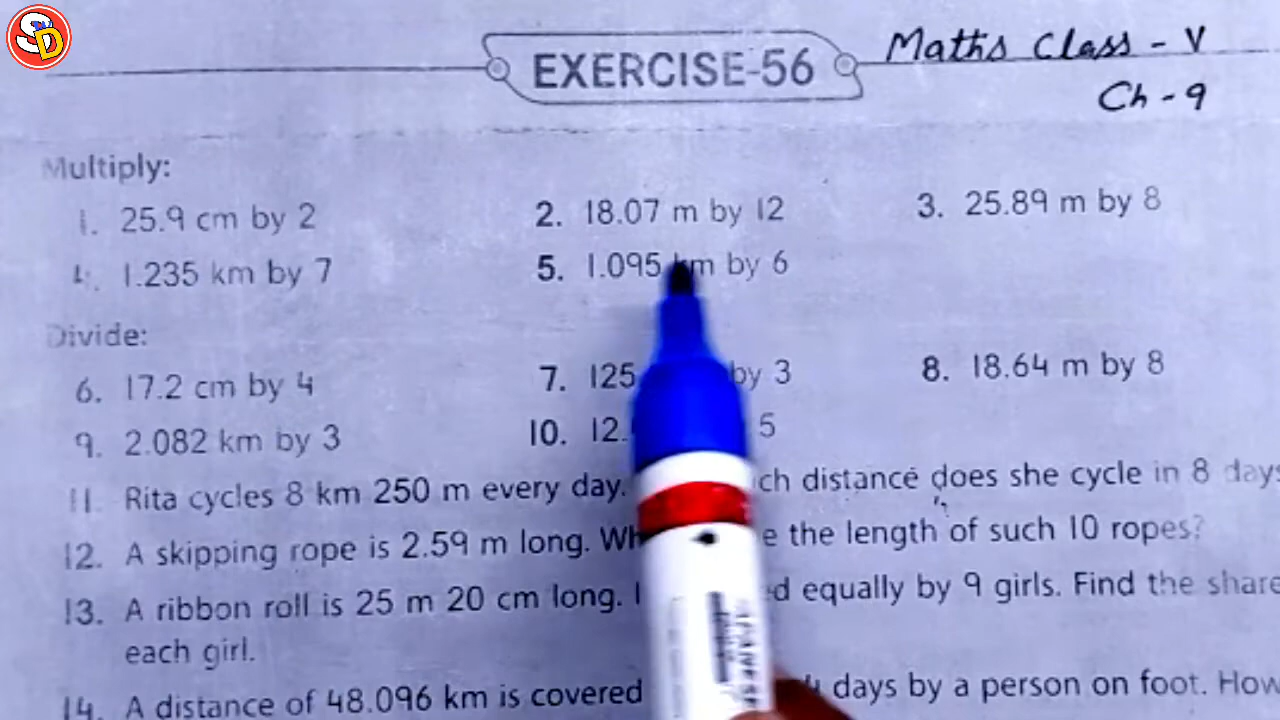 SD
EXERCISE-56 Maths Class - V
Ch - 9
Multiply:
1. 25.9 cm by 2 2. 18.07 m by 12 3. 25.89 m by 8
4. 1.235 km by 7 5. 1.095 km by 6
Divide:
6. 17.2 cm by 4 7. 125 by 3 8. 18.64 m by 8
9. 2.082 km by 3 10. 12. 5
11. Rita cycles 8 km 250 m every day. distance does she cycle in 8 days
12. A skipping rope is 2.59 m long. the length of such 10 ropes?
13. A ribbon roll is 25 m 20 cm long. equally by 9 girls. Find the share
each girl.
14. A distance of 48.096 km is covered days by a person on foot. How